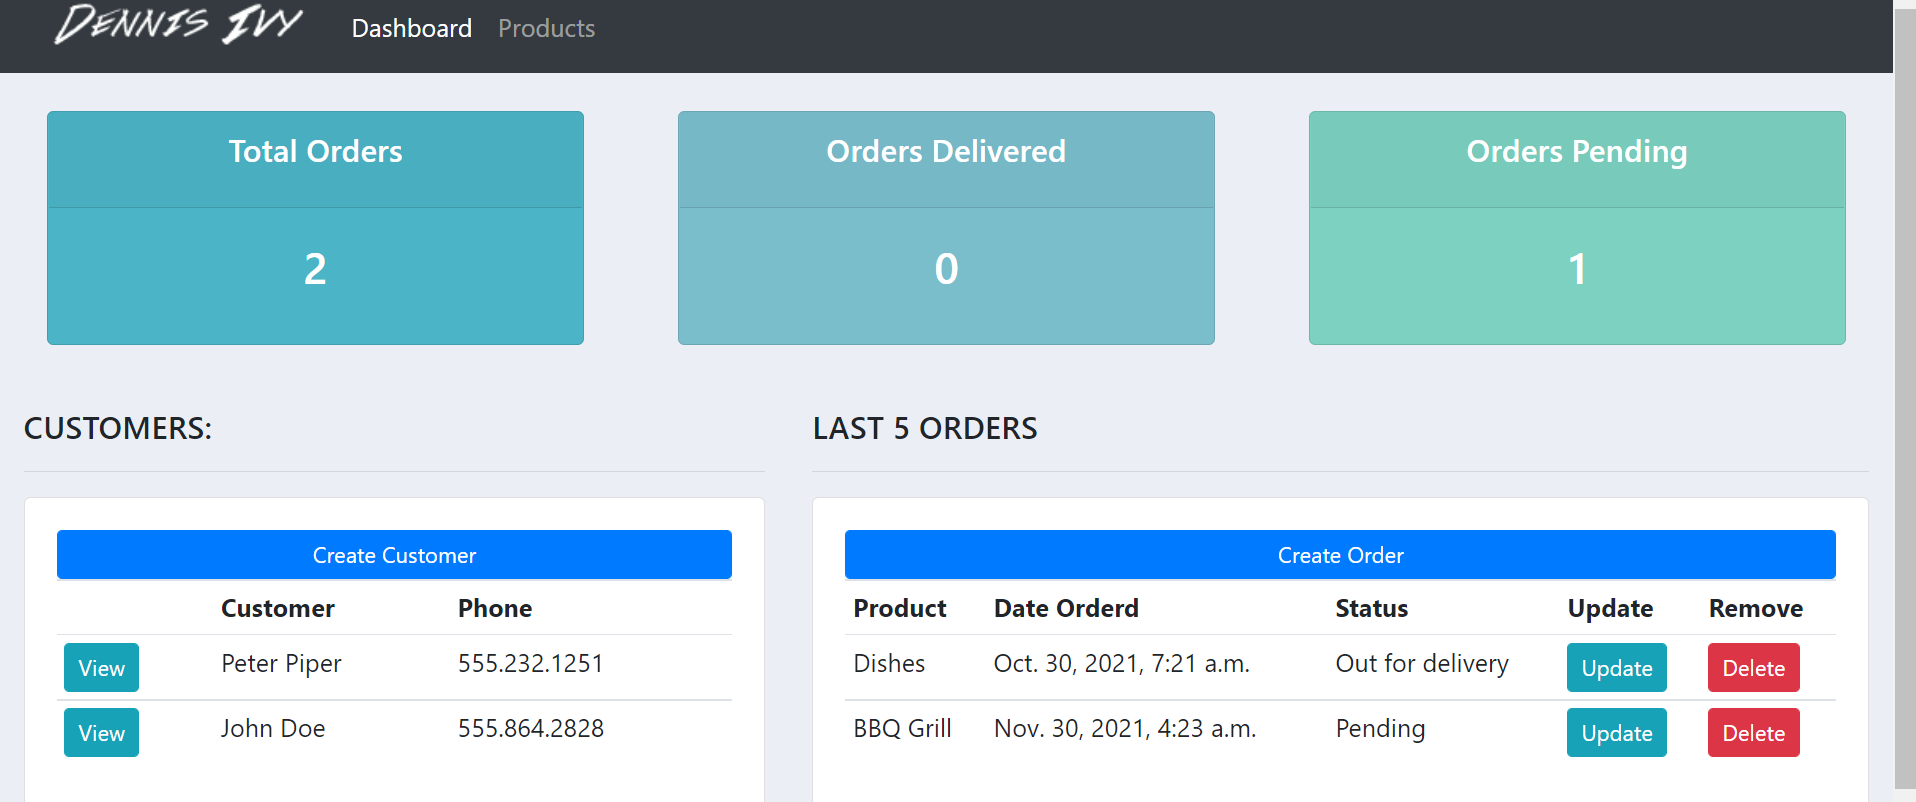 DENNIS IVY Dashboard Products
Total Orders
2
Orders Delivered
0
Orders Pending
1
CUSTOMERS:
Create Customer
Customer Phone
View Peter Piper 555.232.1251
View John Doe 555.864.2828
LAST 5 ORDERS
Create Order
Product Date Orderd Status Update Remove
Dishes Oct. 30, 2021, 7:21 a.m. Out for delivery Update Delete
BBQ Grill Nov. 30, 2021, 4:23 a.m. Pending Update Delete